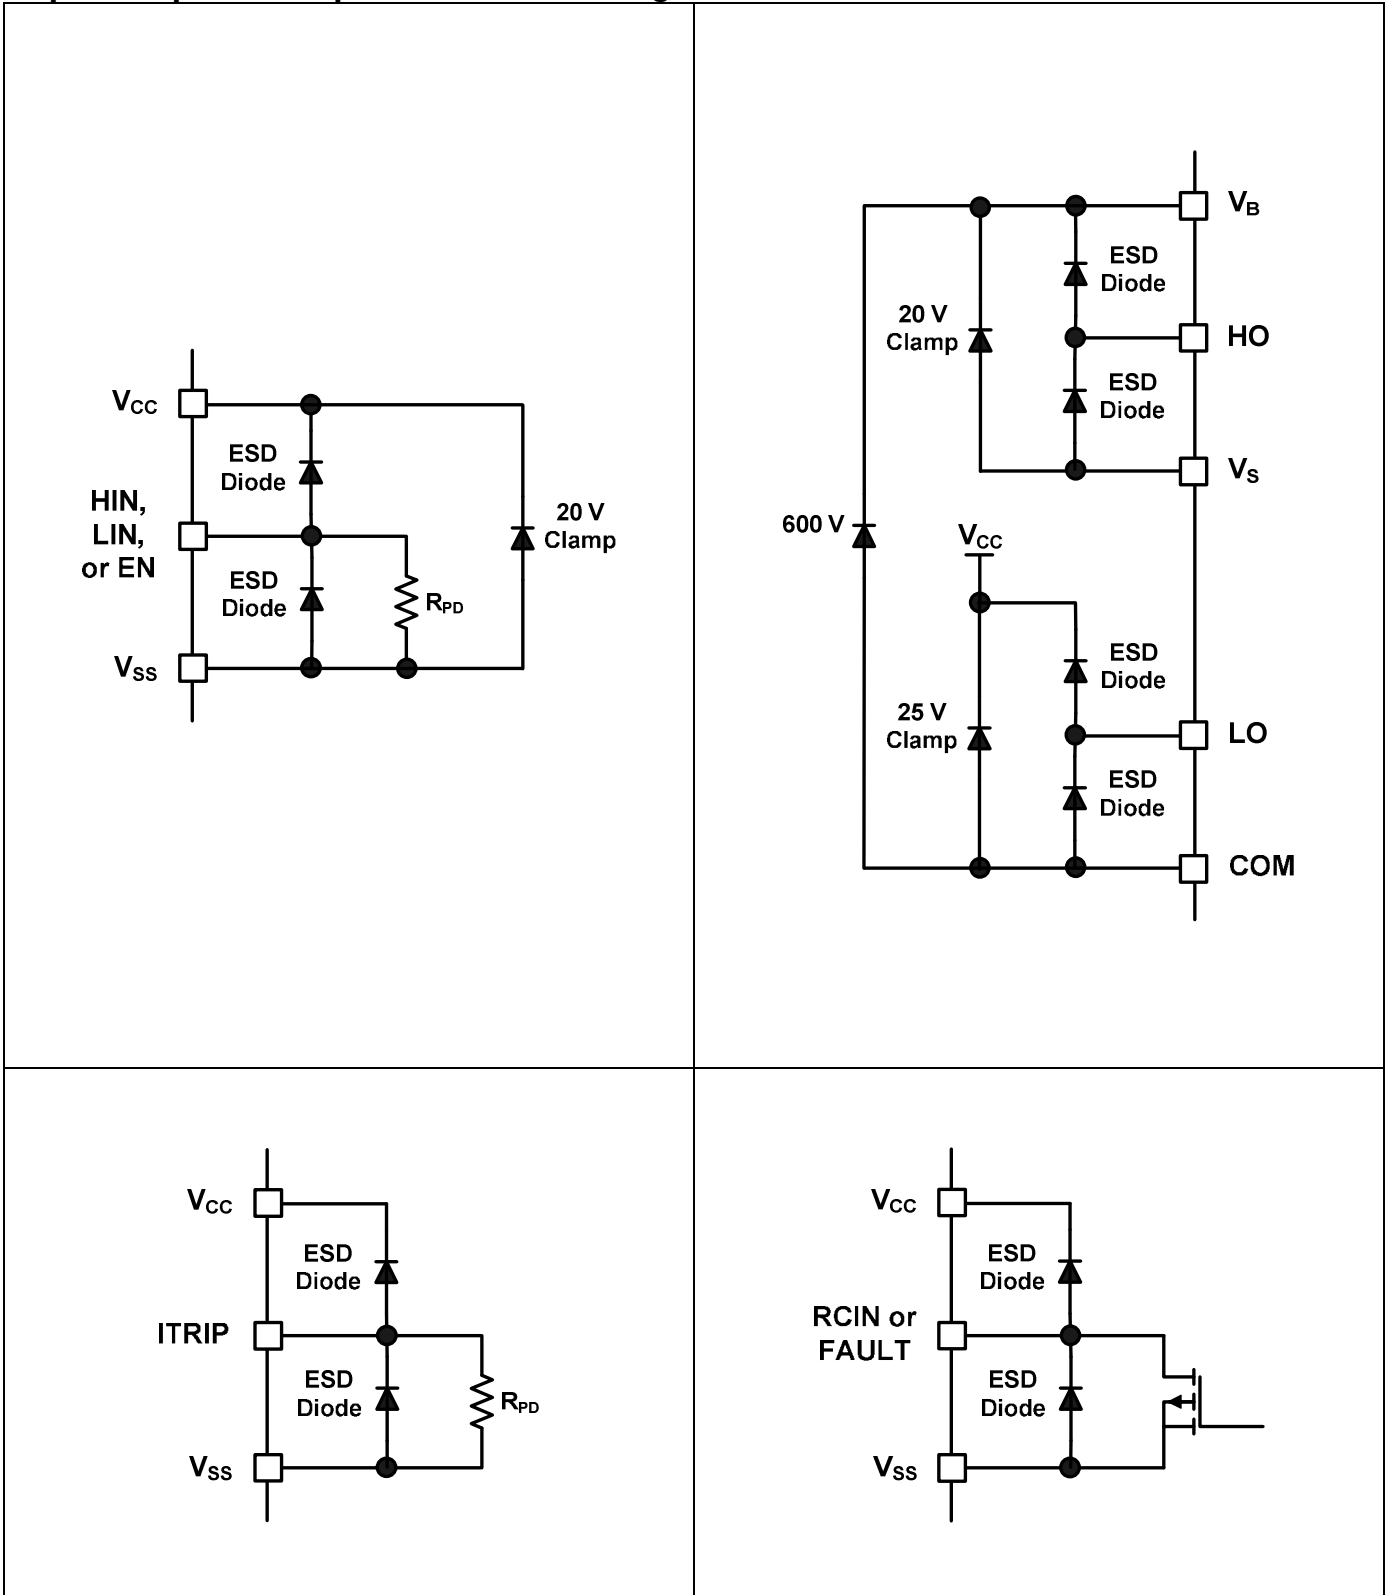 VCC
ESD
Diode
HIN,
LIN,
or EN
ESD
Diode
RPD
20 V
Clamp
VSS
VB
ESD
Diode
20 V
Clamp
HO
ESD
Diode
VS
600 V
VCC
ESD
Diode
25 V
Clamp
LO
ESD
Diode
COM
VCC
ESD
Diode
ITRIP
ESD
Diode
RPD
VSS
VCC
ESD
Diode
RCIN or
FAULT
ESD
Diode
VSS